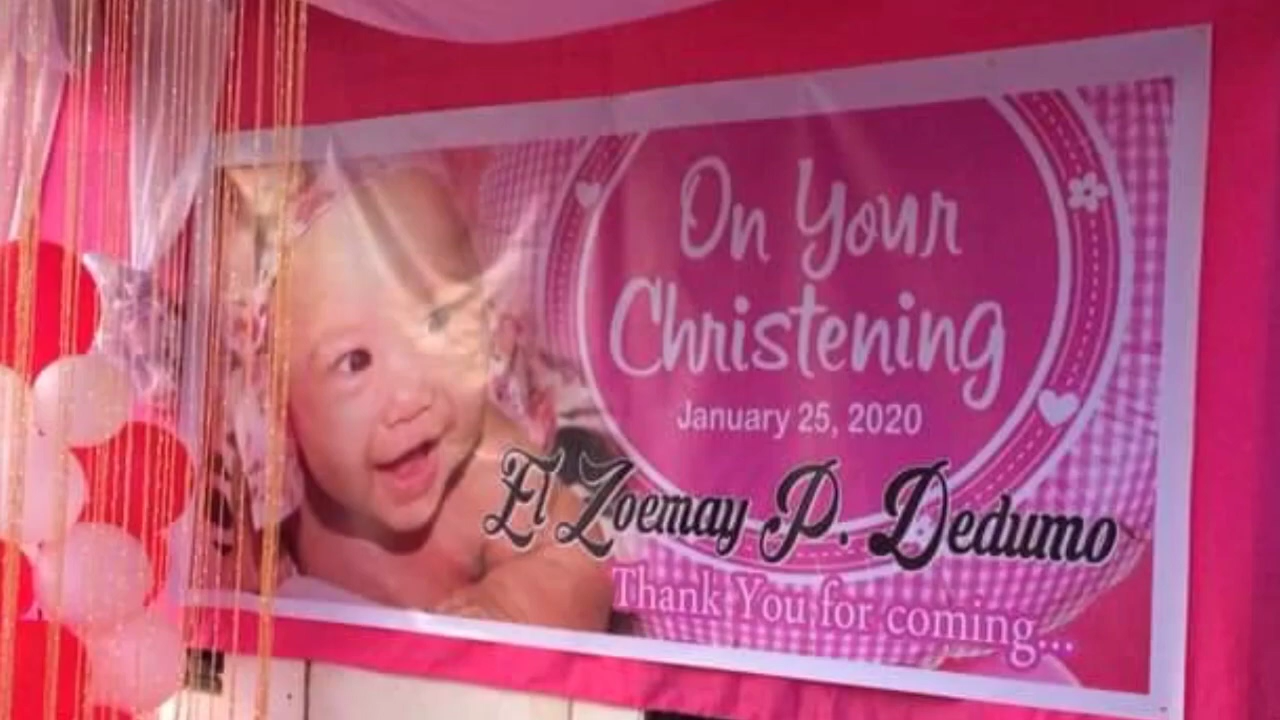 On Your
Christening
January 25, 2020
El Zoemay P. Dedumo
Thank You for coming...